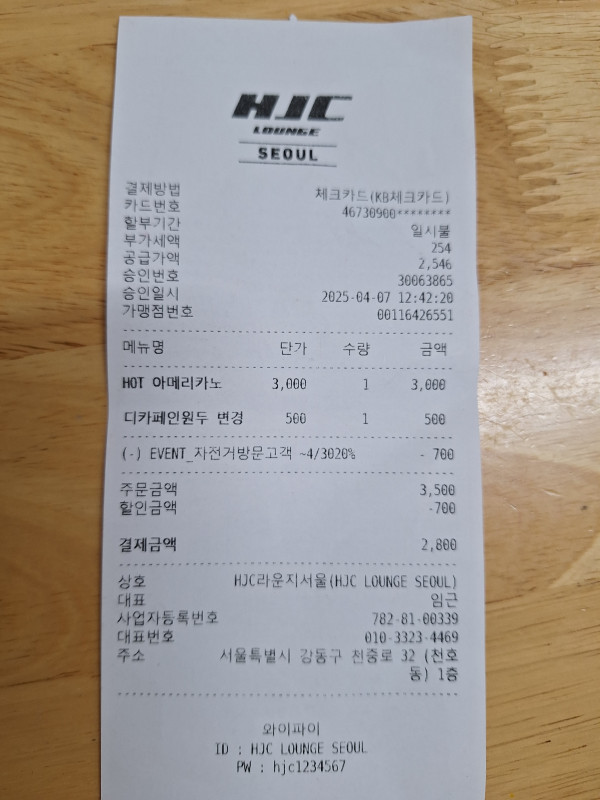 HJC
LOUNGE
SEOUL
결제방법 체크카드(KB체크카드)
카드번호 46730900********
할부기간 일시불
부가세액 254
공급가액 2,546
승인번호 30063865
승인일시 2025-04-07 12:42:20
가맹점번호 00116426551
메뉴명 단가 수량 금액
HOT 아메리카노 3,000 1 3,000
디카페인원두 변경 500 1 500
(-) EVENT_자전거방문고객 ~4/3020% - 700
주문금액 3,500
할인금액 -700
결제금액 2,800
상호 HJC라운지서울(HJC LOUNGE SEOUL)
대표 임근
사업자등록번호 782-81-00339
대표번호 010-3323-4469
주소 서울특별시 강동구 천중로 32 (천호
동) 1층
와이파이
ID : HJC LOUNGE SEOUL
PW : hjc1234567